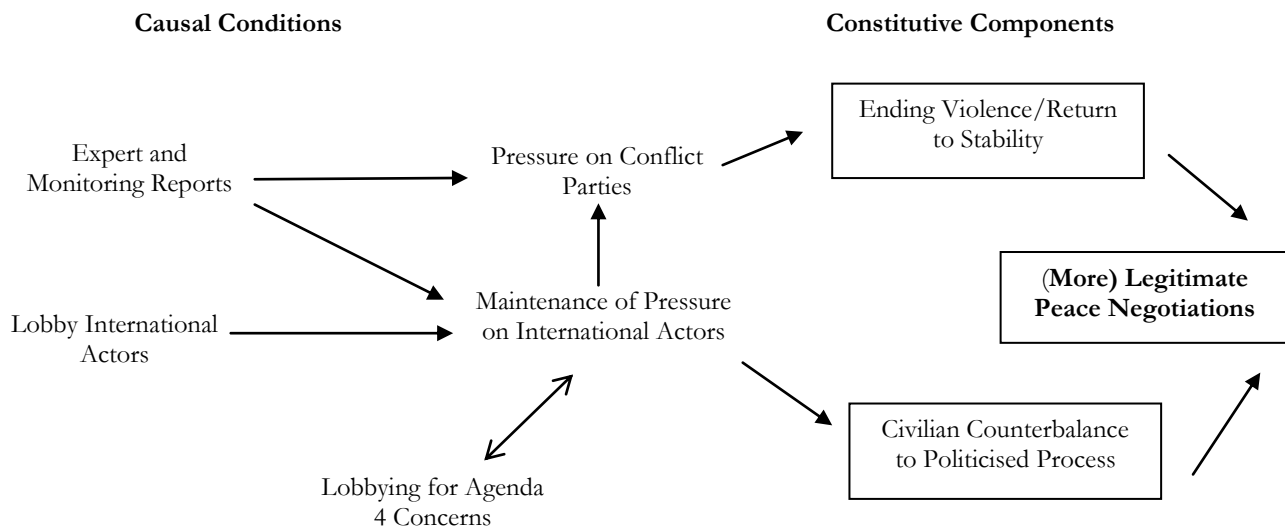 Causal Conditions
Constitutive Components
Ending Violence/Return
to Stability
Expert and
Monitoring Reports
Pressure on Conflict
Parties
(More) Legitimate
Peace Negotiations
Maintenance of Pressure
on International Actors
Lobby International
Actors
Civilian Counterbalance
to Politicised Process
Lobbying for Agenda
4 Concerns